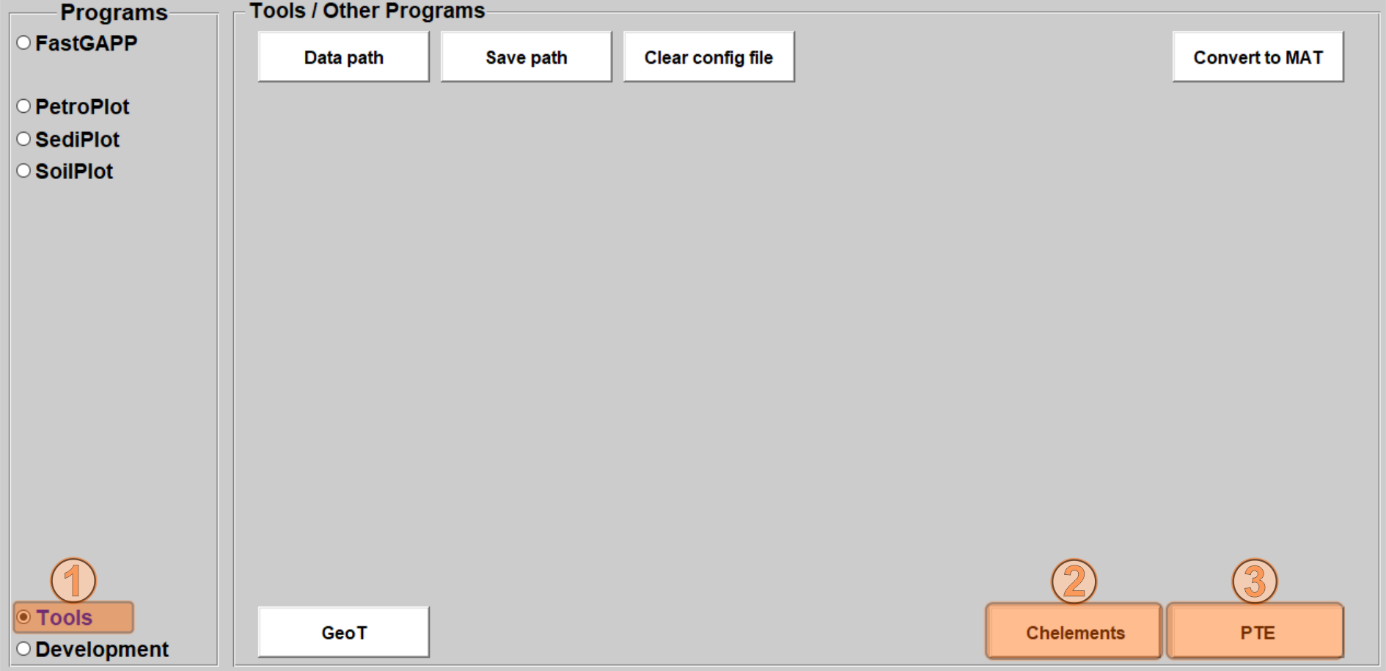 Programs
FastGAPP
PetroPlot
SediPlot
SoilPlot
1
Tools
Development
Tools / Other Programs
Data path
Save path
Clear config file
Convert to MAT
GeoT
2
Chelements
3
PTE